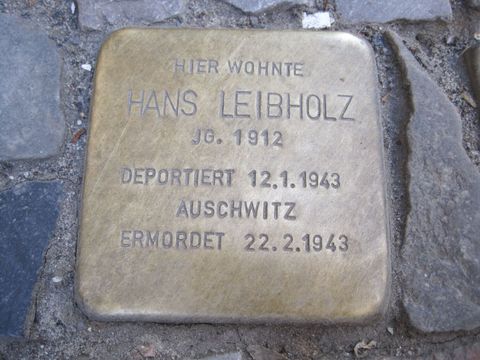 HIER WOHNTE
HANS LEIBHOLZ
JG. 1912
DEPORTIERT 12.1.1943
AUSCHWITZ
ERMORDET 22.2.1943